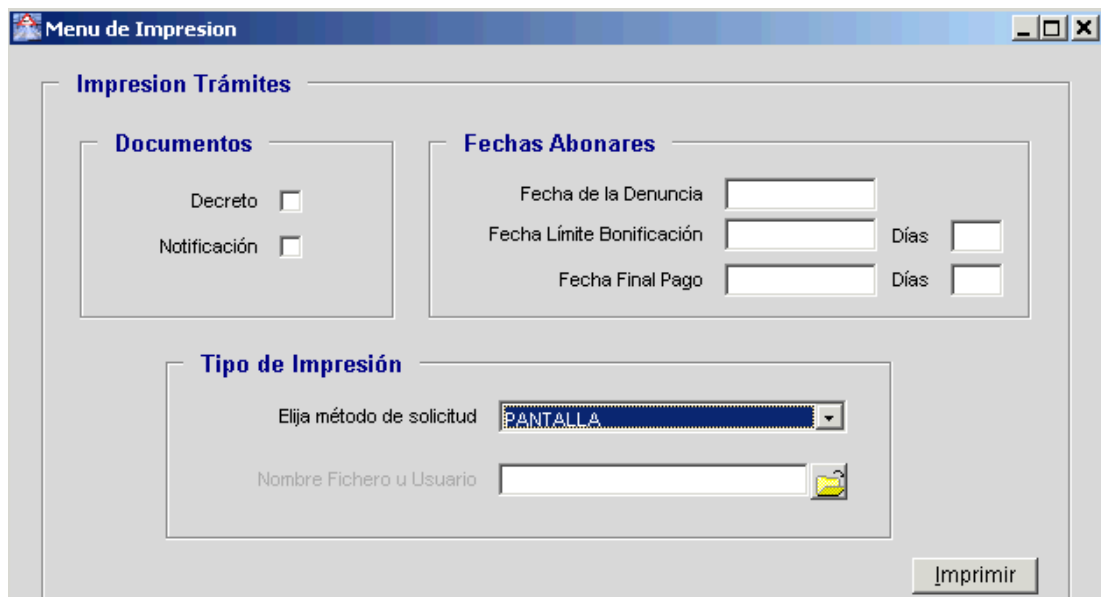 Menu de Impresion
Impresion Trámites
Documentos
Decreto
Notificación
Fechas Abonares
Fecha de la Denuncia
Fecha Límite Bonificación Días
Fecha Final Pago Días
Tipo de Impresión
Elija método de solicitud PANTALLA
Nombre Fichero u Usuario
Imprimir